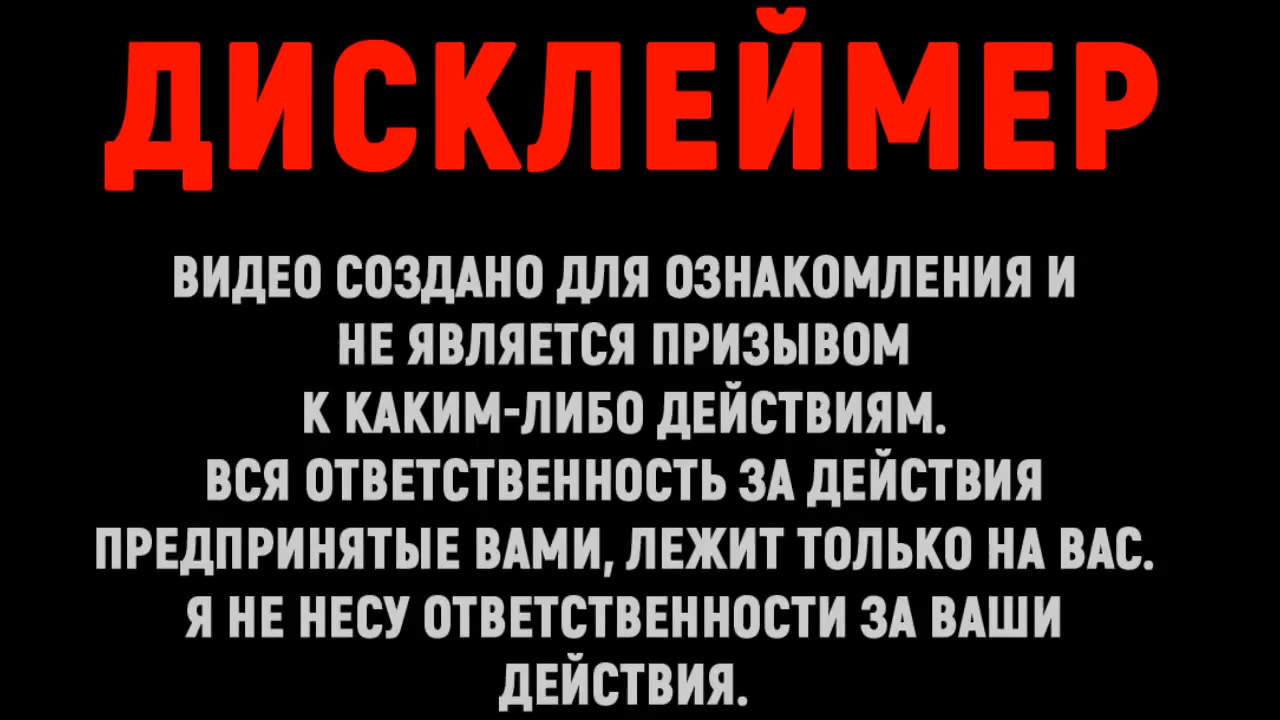 ДИСКЛЕЙМЕР
ВИДЕО СОЗДАНО ДЛЯ ОЗНАКОМЛЕНИЯ И
НЕ ЯВЛЯЕТСЯ ПРИЗЫВОМ
К КАКИМ-ЛИБО ДЕЙСТВИЯМ.
ВСЯ ОТВЕТСТВЕННОСТЬ ЗА ДЕЙСТВИЯ
ПРЕДПРИНЯТЫЕ ВАМИ, ЛЕЖИТ ТОЛЬКО НА ВАС.
Я НЕ НЕСУ ОТВЕТСТВЕННОСТИ ЗА ВАШИ
ДЕЙСТВИЯ.